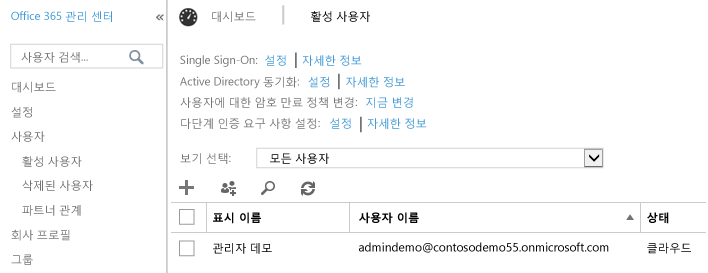 Office 365 관리 센터 «
사용자 검색...
대시보드
설정
사용자
활성 사용자
삭제된 사용자
파트너 관계
회사 프로필
그룹
대시보드 | 활성 사용자
Single Sign-On: 설정 | 자세한 정보
Active Directory 동기화: 설정 | 자세한 정보
사용자에 대한 암호 만료 정책 변경: 지금 변경
다단계 인증 요구 사항 설정: 설정 | 자세한 정보
보기 선택: 모든 사용자
표시 이름 사용자 이름 상태
관리자 데모 admindemo@contosodemo55.onmicrosoft.com 클라우드